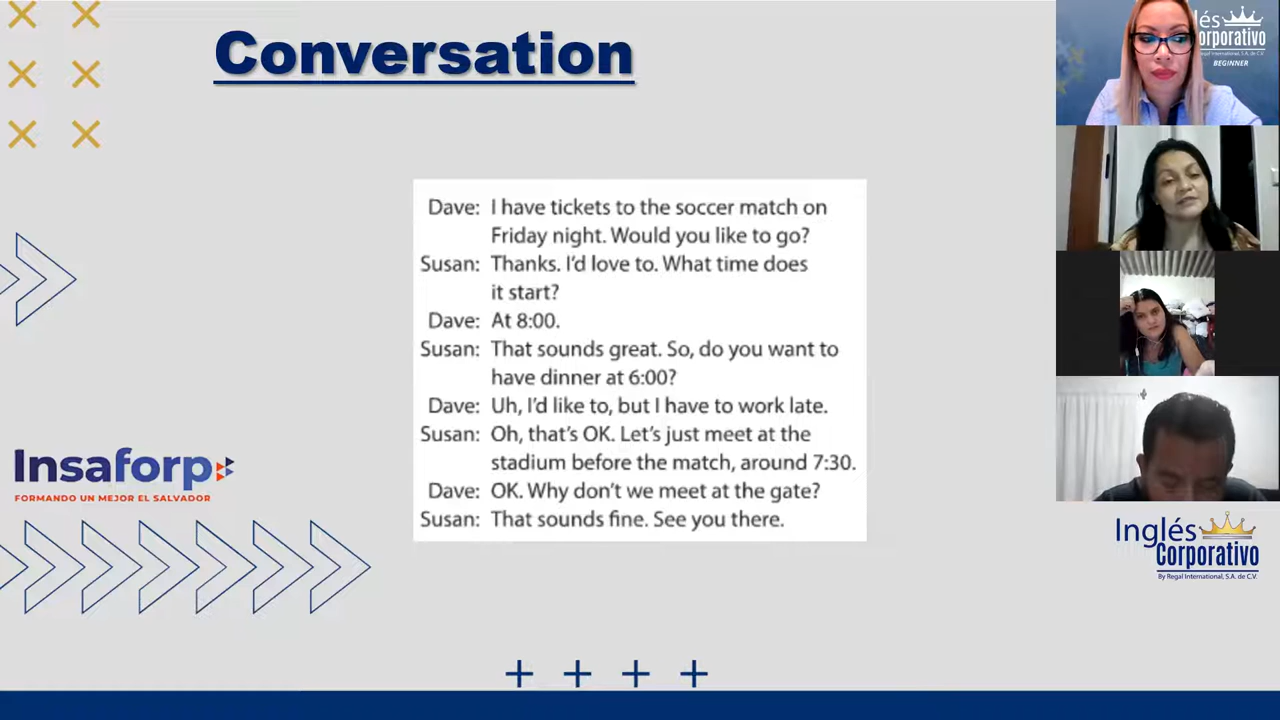 Conversation
Dave: I have tickets to the soccer match on
Friday night. Would you like to go?
Susan: Thanks. I'd love to. What time does
it start?
Dave: At 8:00.
Susan: That sounds great. So, do you want to
have dinner at 6:00?
Dave: Uh, I'd like to, but I have to work late.
Susan: Oh, that's OK. Let's just meet at the
stadium before the match, around 7:30.
Dave: OK. Why don't we meet at the gate?
Susan: That sounds fine. See you there.
Insaforp
FORMANDO UN MEJOR EL SALVADOR
lés
orporativo
Regal International, S.A. de C.V.
BEGINNER
Inglés
Corporativo
By Regal International, S.A. de C.V.